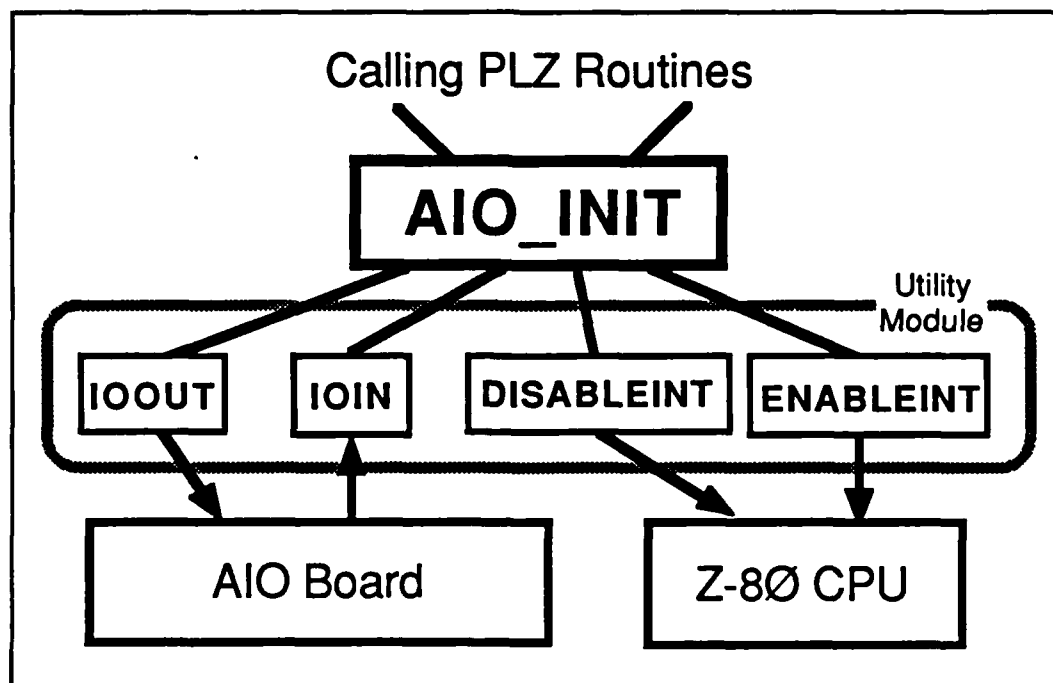 Calling PLZ Routines
AIO_INIT
Utility
Module
IOOUT
IOIN
DISABLEINT
ENABLEINT
AIO Board
Z-8Ø CPU